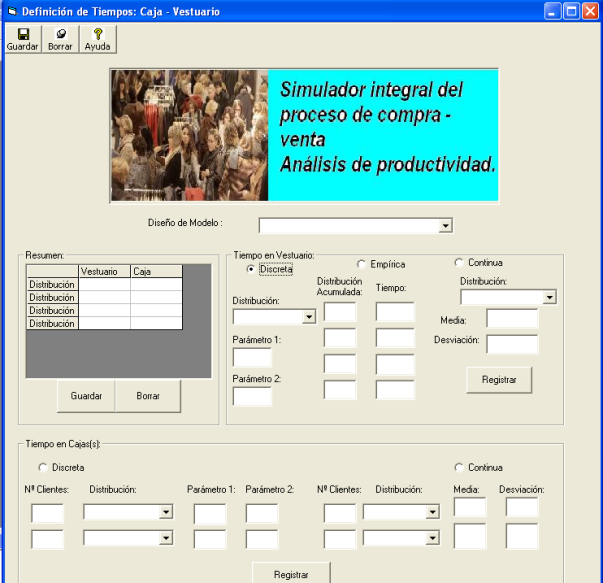 Definición de Tiempos: Caja - Vestuario
Guardar Borrar Ayuda
Simulador integral del
proceso de compra -
venta
Análisis de productividad.
Diseño de Modelo :
Resumen:
Vestuario Caja
Distribución
Distribución
Distribución
Distribución
Guardar Borrar
Tiempo en Vestuario:
Discreta Empírica Continua
Distribución:
Parámetro 1:
Parámetro 2:
Distribución
Acumulada:
Tiempo:
Distribución:
Media:
Desviación:
Registrar
Tiempo en Cajas(s):
Discreta Continua
Nº Clientes: Distribución: Parámetro 1: Parámetro 2: Nº Clientes: Distribución: Media: Desviación:
Registrar